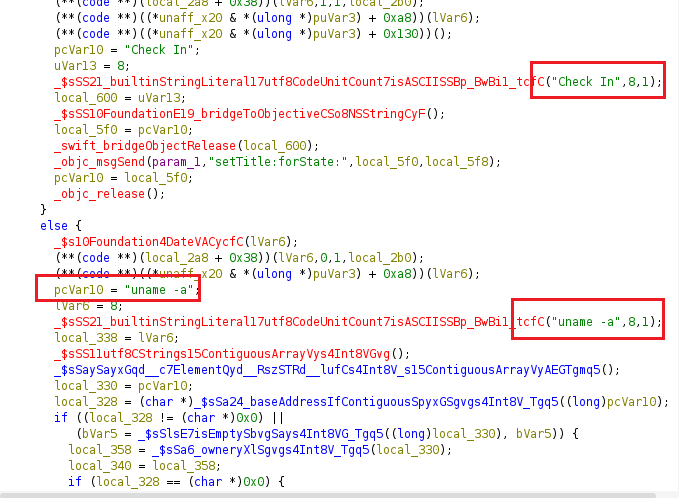 (**(code **)(local_2a8 + 0x38))(lVar6,1,1,local_2b0);
(**(code **)((*unaff_x20 & *(ulong *)puVar3) + 0xa8))(lVar6);
(**(code **)((*unaff_x20 & *(ulong *)puVar3) + 0x130))();
pcVar10 = "Check In";
uVar13 = 8;
_$sSS21_builtinStringLiteral17utf8CodeUnitCount7isASCIISSBp_BwBi1_tcfC("Check In",8,1);
local_600 = uVar13;
_$sSS10FoundationE19_bridgeToObjectiveCSo8NSStringCyF();
local_5f0 = pcVar10;
_swift_bridgeObjectRelease(local_600);
_objc_msgSend(param_1,"setTitle:forState:",local_5f0,local_5f8);
pcVar10 = local_5f0;
_objc_release();
}
else {
_$s10Foundation4DateVACycfC(lVar6);
(**(code **)(local_2a8 + 0x38))(lVar6,0,1,local_2b0);
(**(code **)((*unaff_x20 & *(ulong *)puVar3) + 0xa8))(lVar6);
pcVar10 = "uname -a";
lVar6 = 8;
_$sSS21_builtinStringLiteral17utf8CodeUnitCount7isASCIISSBp_BwBi1_tcfC("uname -a",8,1);
local_338 = lVar6;
_$sSS11utf8CStrings15ContiguousArrayVys4Int8VGvg();
_$sSaySayxGqd__c7ElementQyd__RszSTRd__lufCs4Int8V_s15ContiguousArrayVyAEGTgmq5();
local_330 = pcVar10;
local_328 = (char *)_$sSa24_baseAddressIfContiguousSpyxGSgvgs4Int8V_Tgq5((long)pcVar10);
if ((local_328 != (char *)0x0) ||
(bVar5 = _$sSlsE7isEmptySbvgSays4Int8VG_Tgq5((long)local_330), bVar5)) {
local_358 = _$sSa6_owneryXlSgvgs4Int8V_Tgq5(local_330);
local_340 = local_358;
if (local_328 == (char *)0x0) {